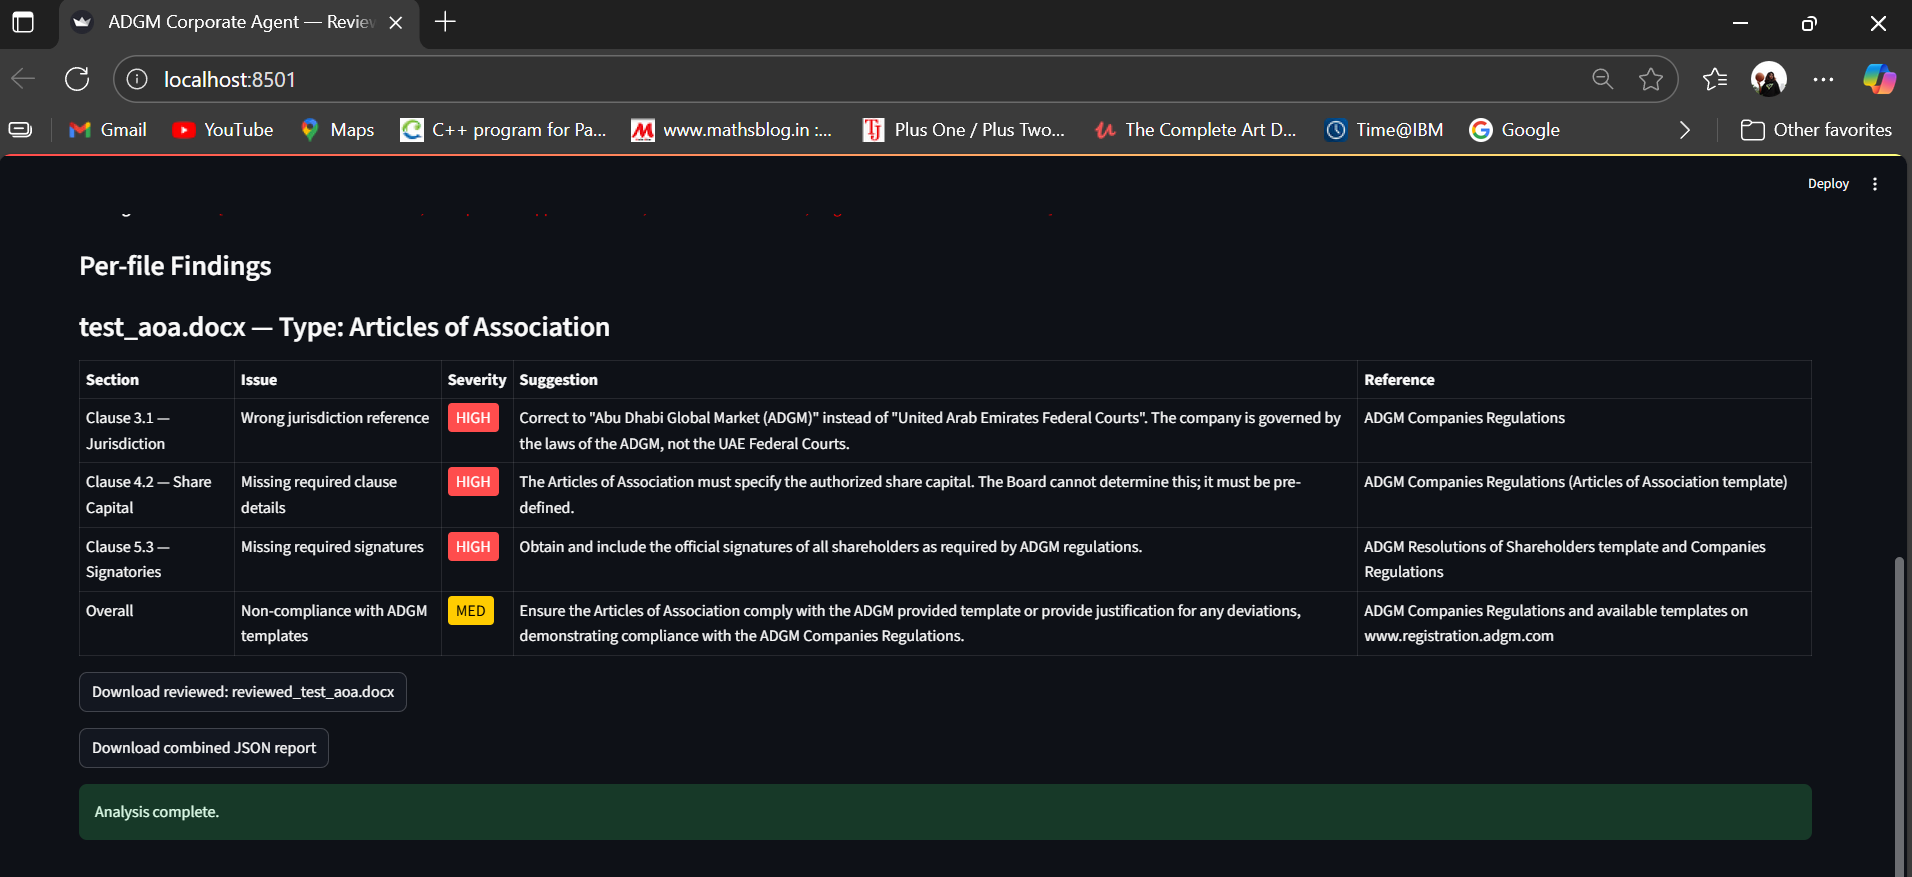 ADGM Corporate Agent — Review
localhost:8501
Gmail
YouTube
Maps
C++ program for Pa...
www.mathsblog.in :...
Plus One / Plus Two...
The Complete Art D...
Time@IBM
Google
Other favorites
Deploy
Per-file Findings
test_aoa.docx — Type: Articles of Association
Section Issue Severity Suggestion Reference
Clause 3.1 —
Jurisdiction
Wrong jurisdiction reference
HIGH
Correct to "Abu Dhabi Global Market (ADGM)" instead of "United Arab Emirates Federal Courts". The company is governed by
the laws of the ADGM, not the UAE Federal Courts.
ADGM Companies Regulations
Clause 4.2 — Share
Capital
Missing required clause
details
HIGH
The Articles of Association must specify the authorized share capital. The Board cannot determine this; it must be pre-
defined.
ADGM Companies Regulations (Articles of Association template)
Clause 5.3 —
Signatories
Missing required signatures
HIGH
Obtain and include the official signatures of all shareholders as required by ADGM regulations.
ADGM Resolutions of Shareholders template and Companies
Regulations
Overall
Non-compliance with ADGM
templates
MED
Ensure the Articles of Association comply with the ADGM provided template or provide justification for any deviations,
demonstrating compliance with the ADGM Companies Regulations.
ADGM Companies Regulations and available templates on
www.registration.adgm.com
Download reviewed: reviewed_test_aoa.docx
Download combined JSON report
Analysis complete.